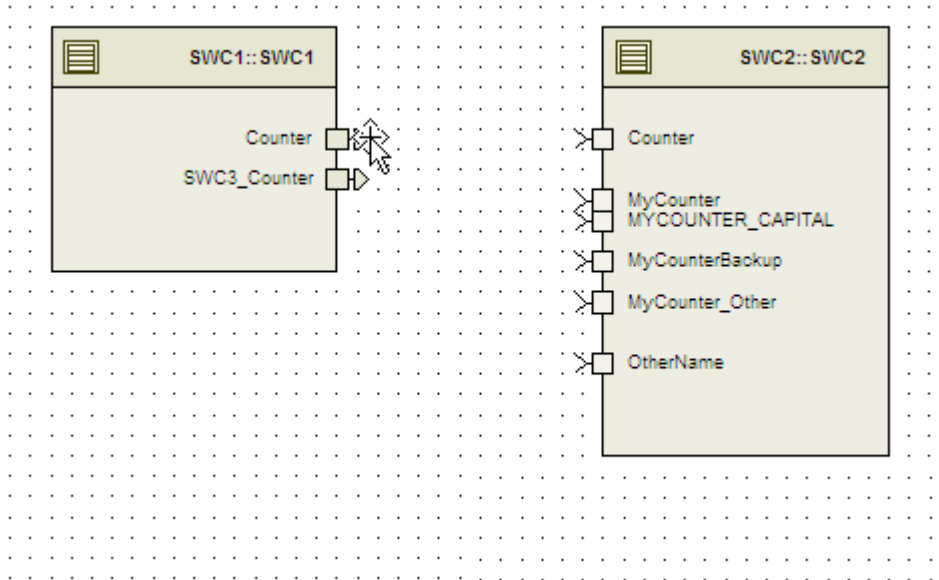 SWC1::SWC1
Counter
SWC3_Counter
SWC2::SWC2
Counter
MyCounter
MYCOUNTER_CAPITAL
MyCounterBackup
MyCounter_Other
OtherName